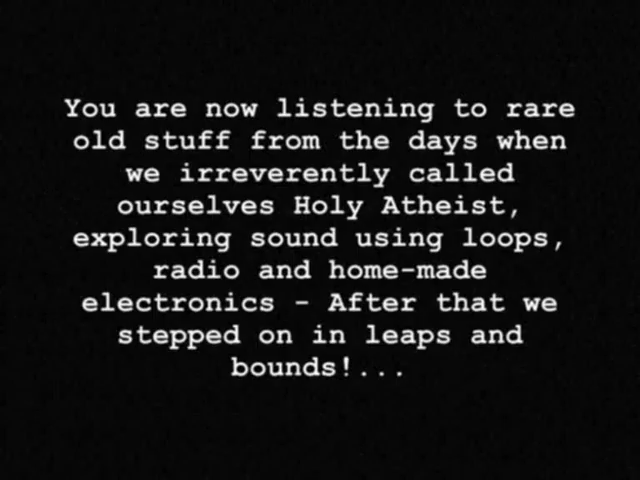 You are now listening to rare
old stuff from the days when
we irreverently called
ourselves Holy Atheist,
exploring sound using loops,
radio and home-made
electronics - After that we
stepped on in leaps and
bounds!...